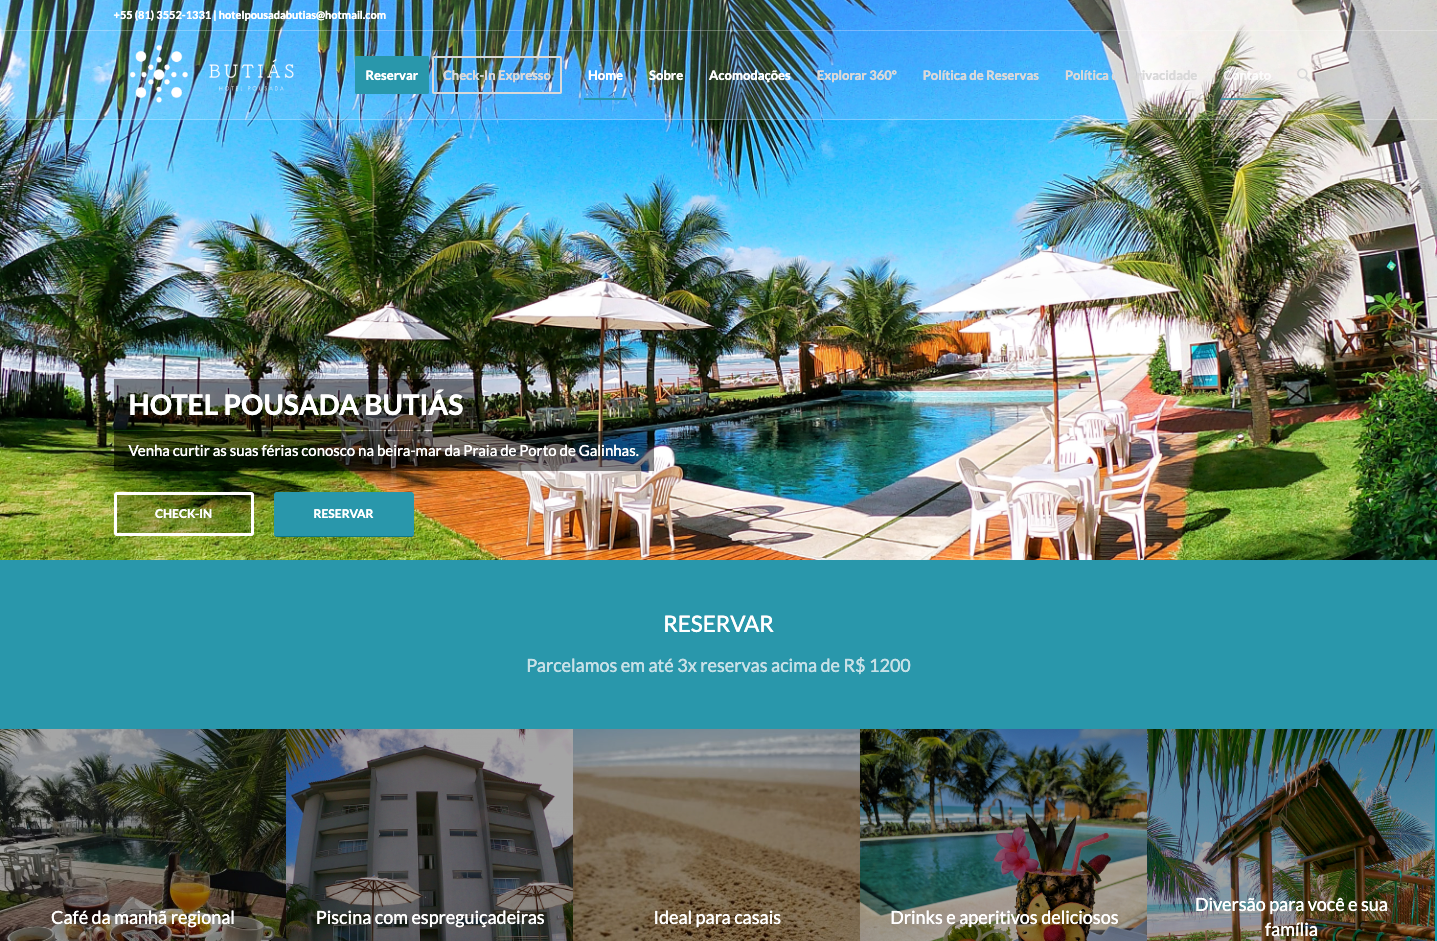 +55 (81) 3552-1331 | hotelpousadabutias@hotmail.com
BUTIÁS
HOTEL POUSADA
Reservar
Check-In Expresso
Home
Sobre
Acomodações
Explorar 360º
Política de Reservas
Política de Privacidade
Contato
HOTEL POUSADA BUTIÁS
Venha curtir as suas férias conosco na beira-mar da Praia de Porto de Galinhas.
CHECK-IN
RESERVAR
RESERVAR
Parcelamos em até 3x reservas acima de R$ 1200
Café da manhã regional
Piscina com espreguiçadeiras
Ideal para casais
Drinks e aperitivos deliciosos
Diversão para você e sua
família